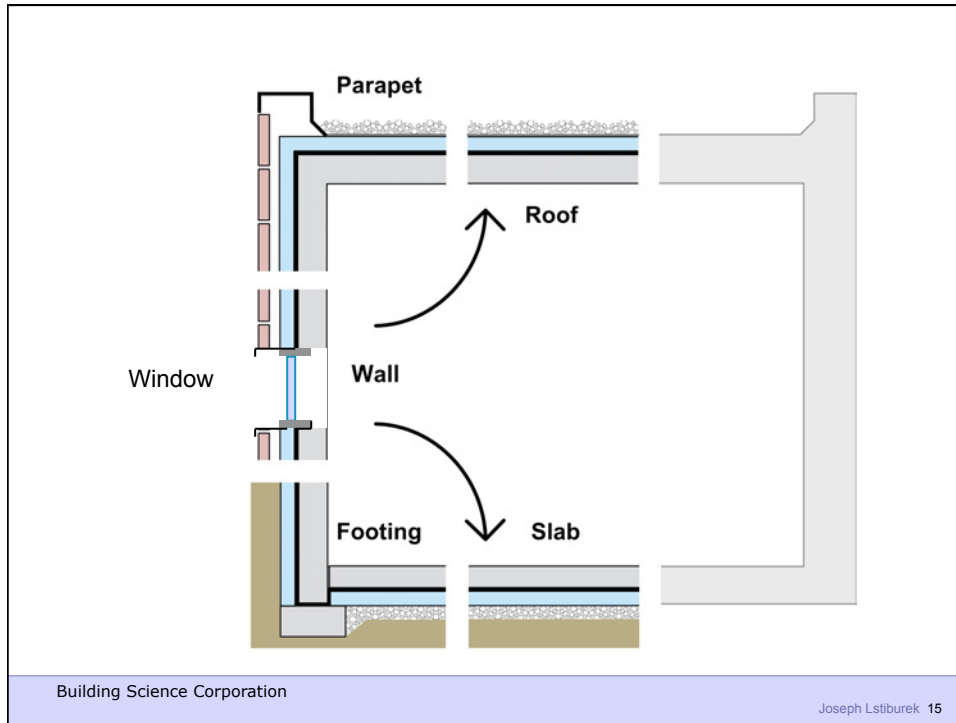 Parapet
Roof
Window
Wall
Footing
Slab
Building Science Corporation
Joseph Lstiburek 15